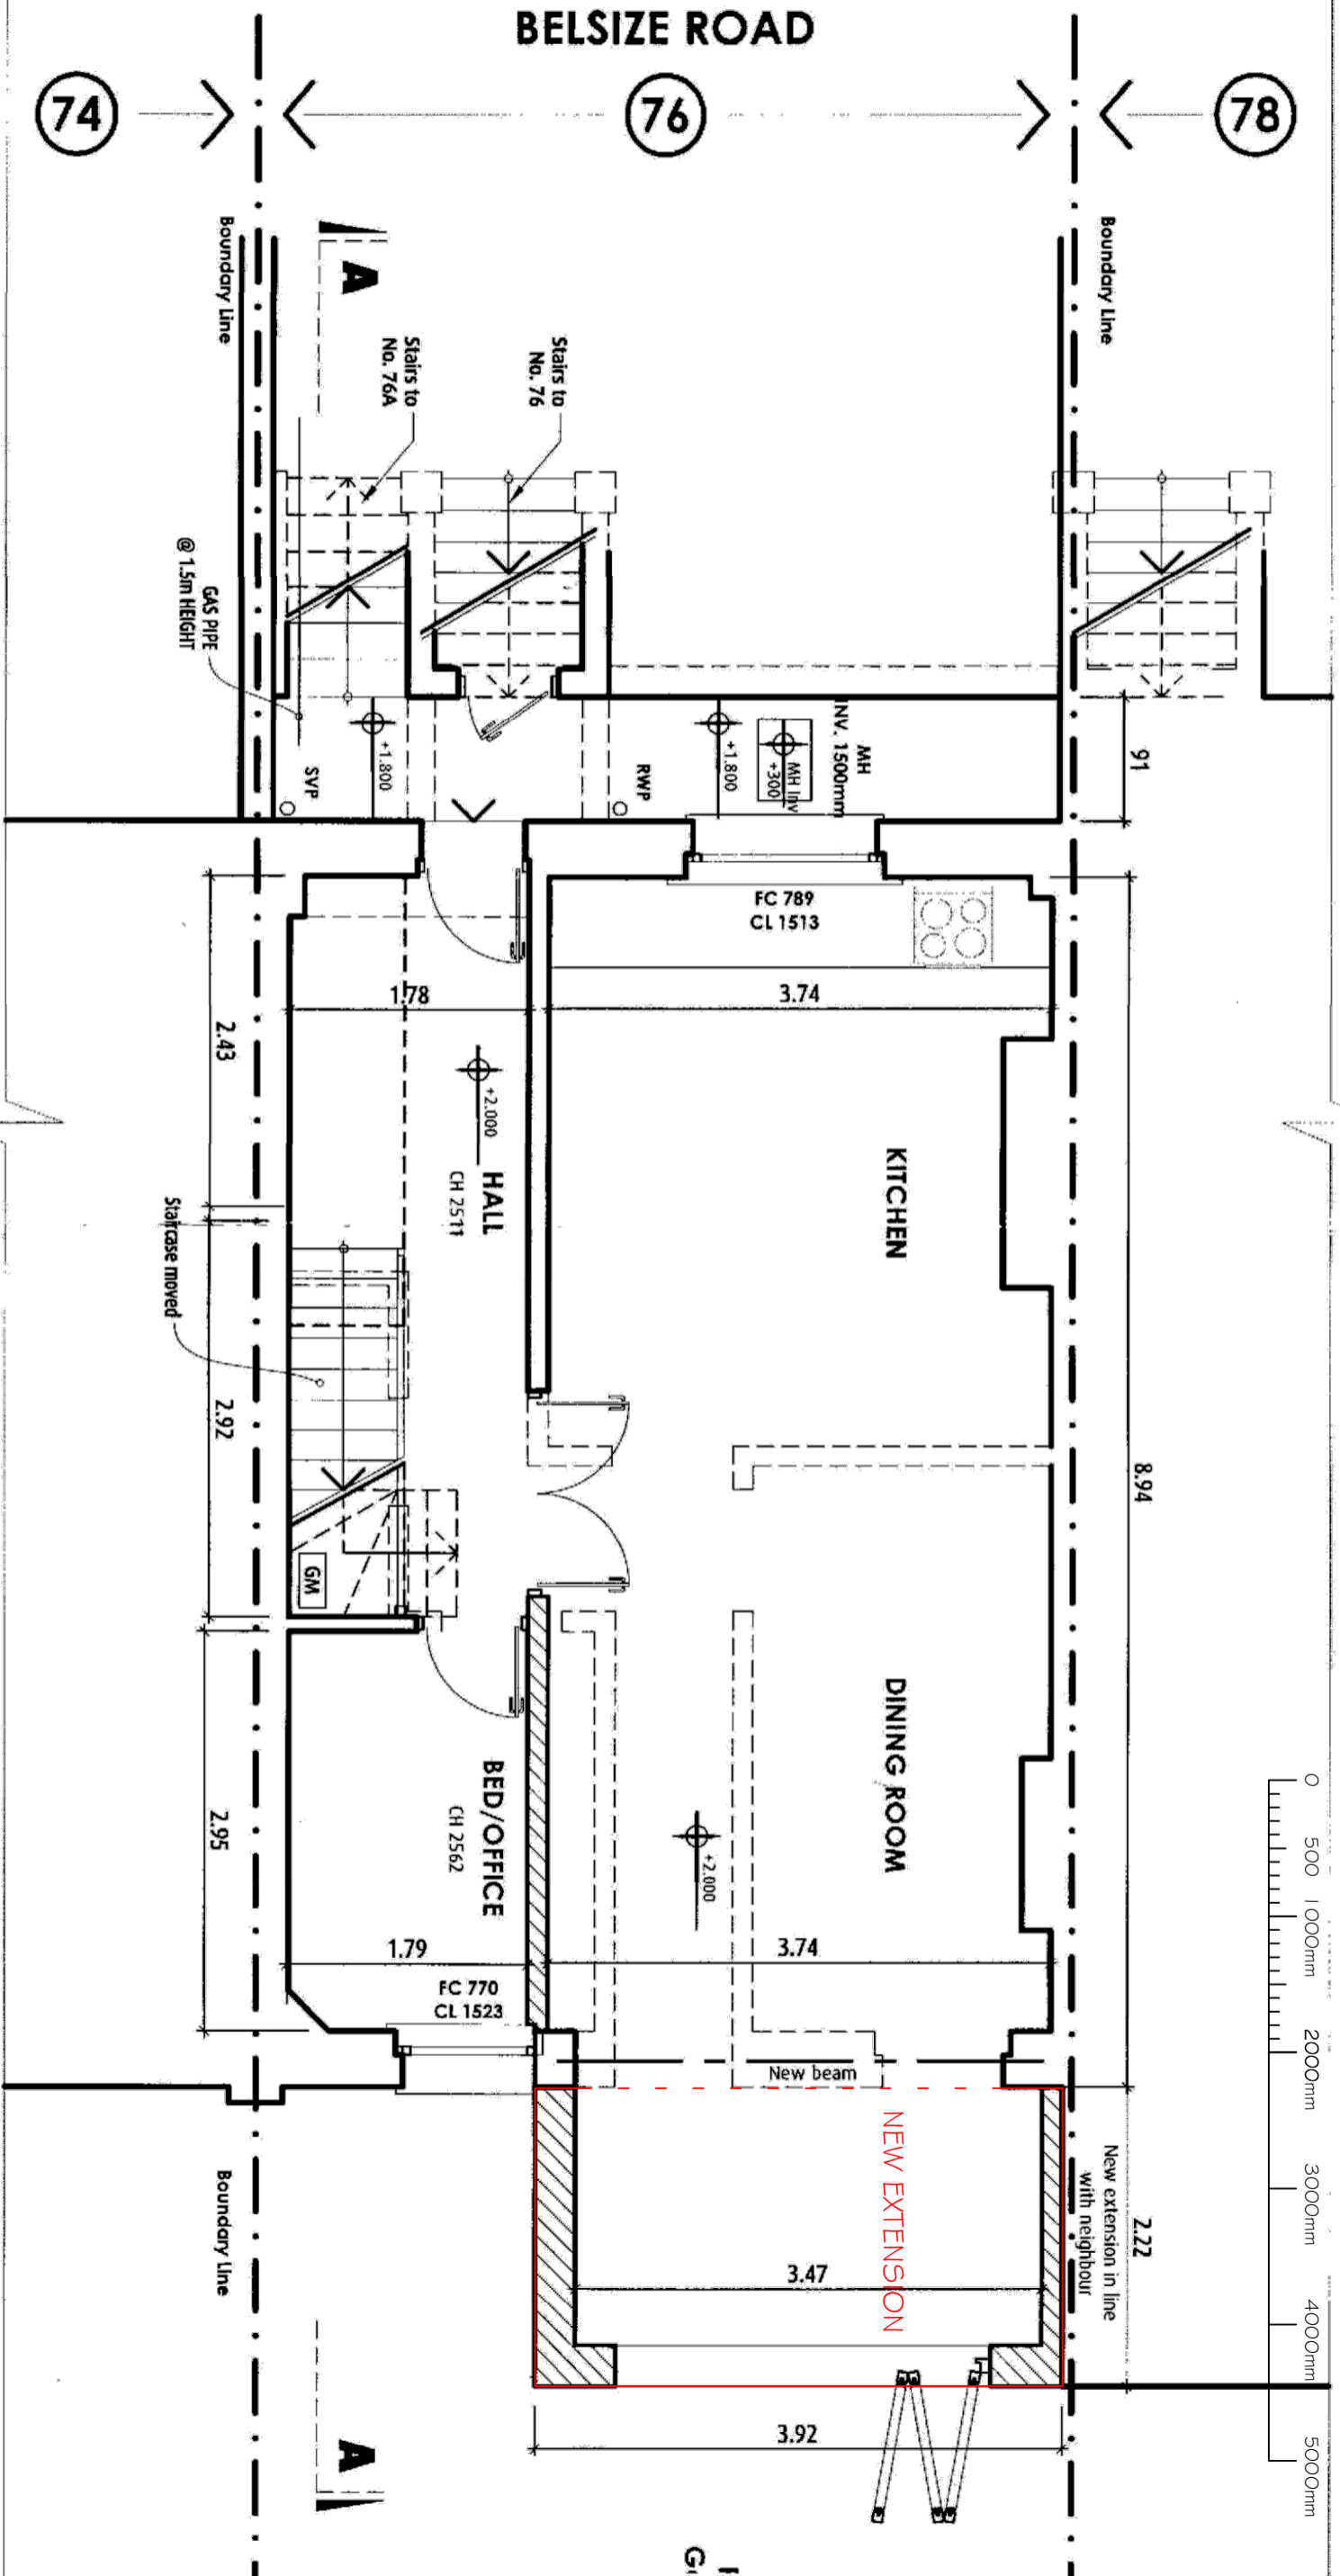 BELSIZE ROAD
74
76
78
Boundary Line
Boundary Line
A
Stairs to
No. 76A
Stairs to
No. 76
GAS PIPE
@ 1.5m HEIGHT
SVP
+1.800
RWP
+1.800
MH Inv
+300
MH
INV. 1500mm
91
FC 789
CL 1513
1.78
3.74
2.43
+2.000
HALL
CH 2511
KITCHEN
Staircase moved
2.92
8.94
GM
DINING ROOM
BED/OFFICE
CH 2562
+2.000
2.95
1.79
3.74
FC 770
CL 1523
0
500
1000mm
2000mm
3000mm
4000mm
5000mm
New beam
NEW EXTENSION
New extension in line
with neighbour
2.22
Boundary Line
3.47
3.92
A